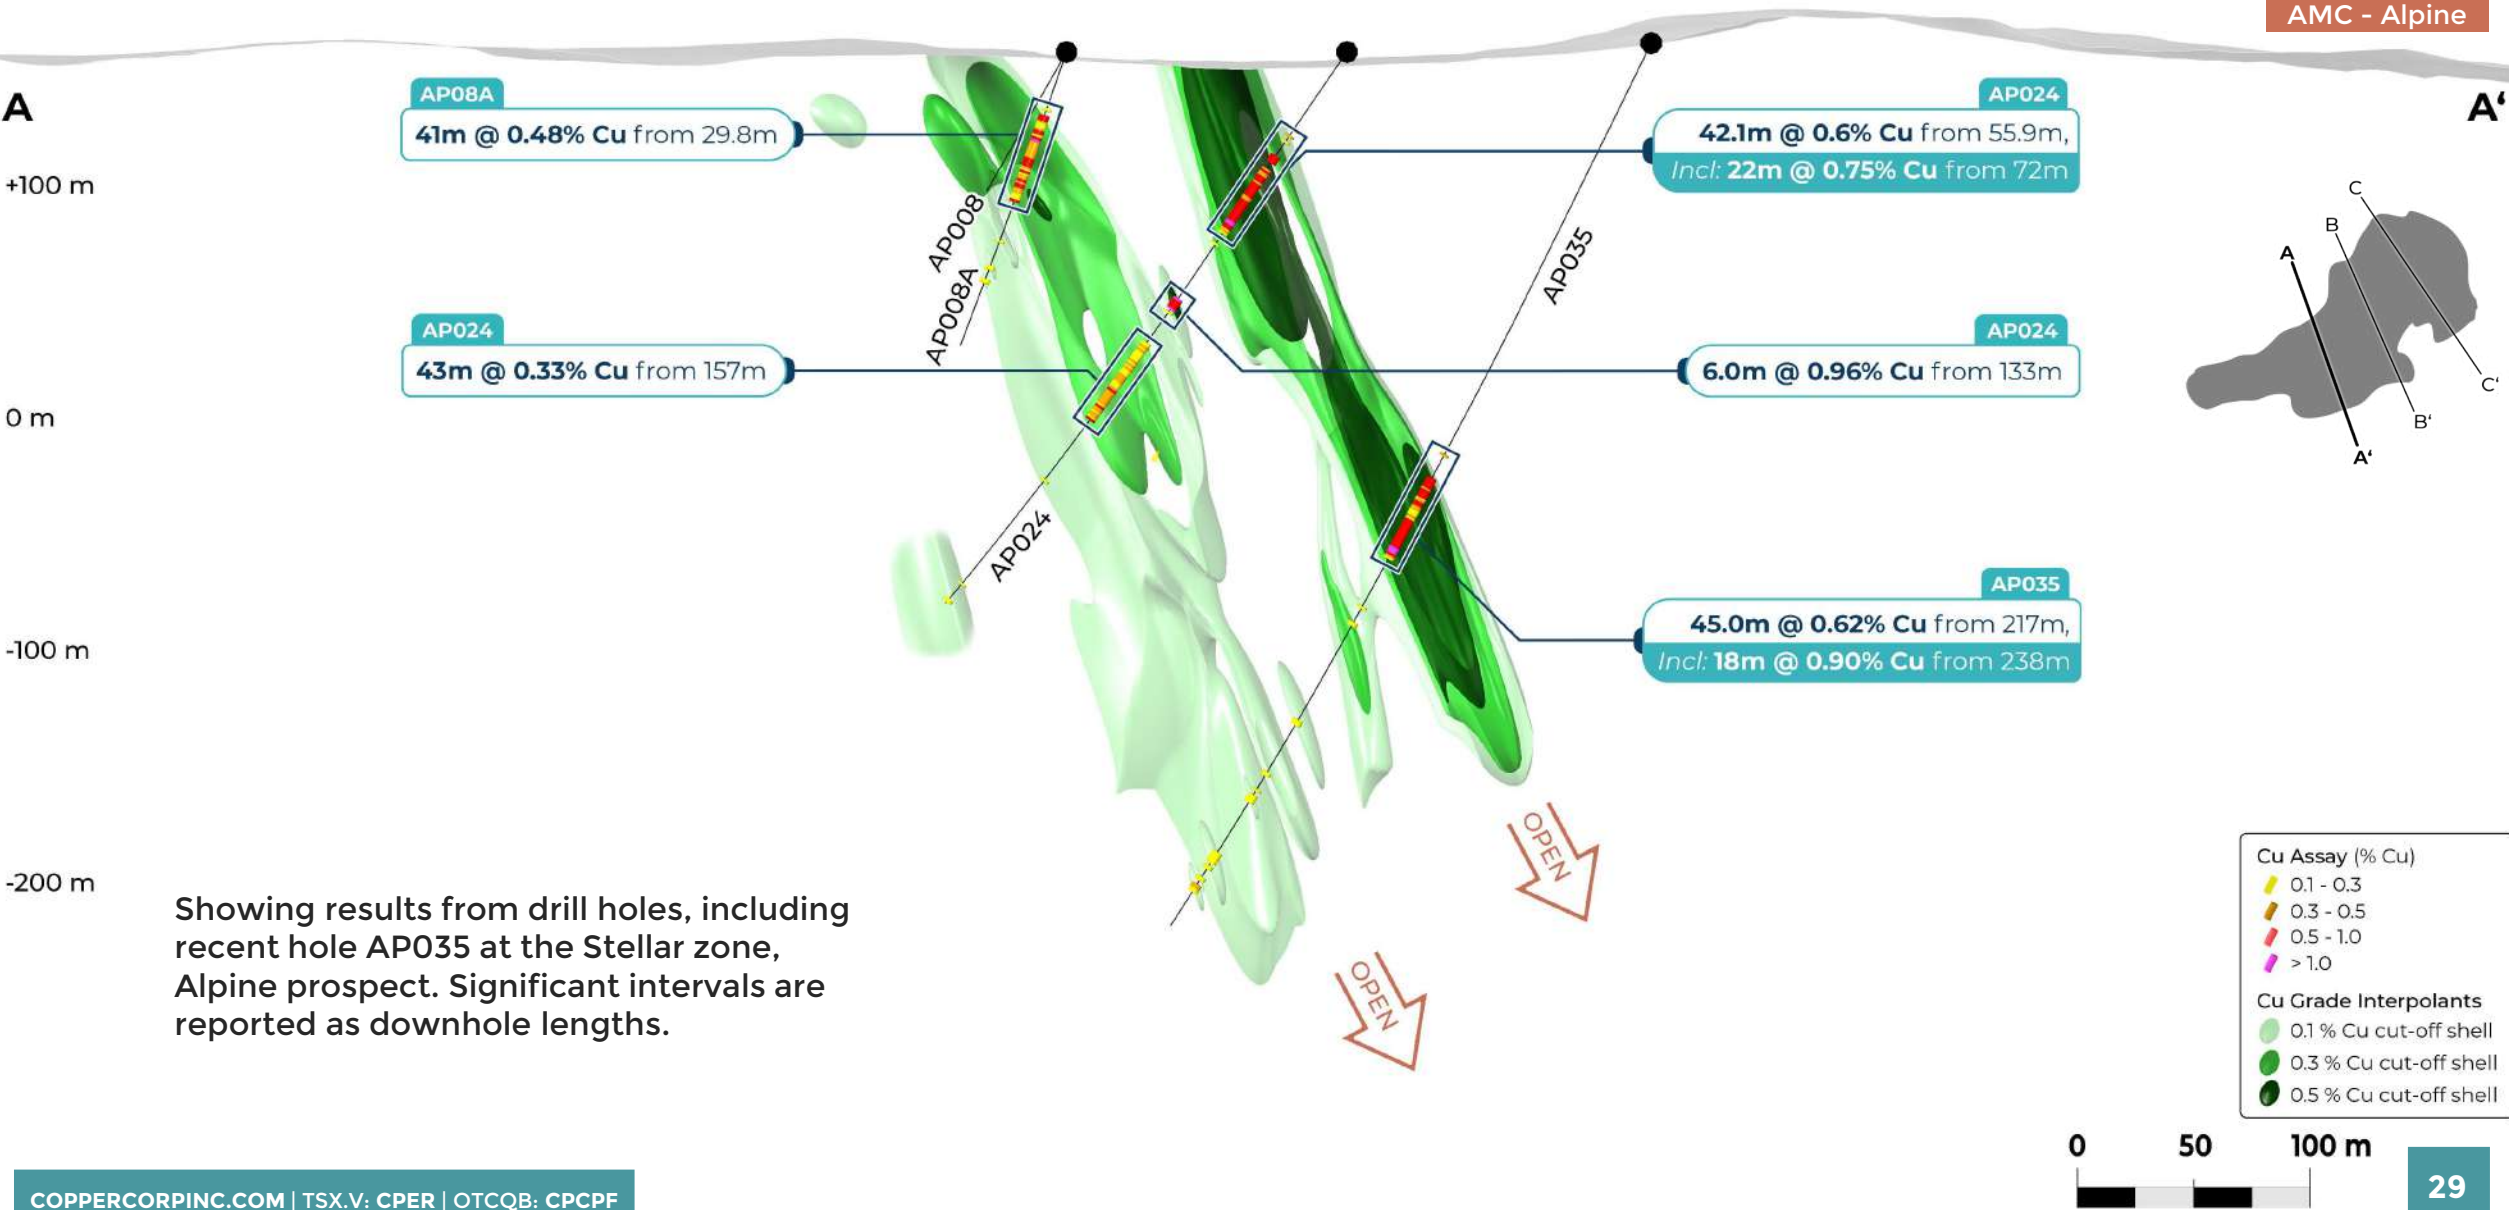 AMC - Alpine
A
A'
AP08A
41m @ 0.48% Cu from 29.8m
AP024
42.1m @ 0.6% Cu from 55.9m,
Incl: 22m @ 0.75% Cu from 72m
+100 m
AP008
AP008A
AP035
C
B
A
C'
B'
A'
AP024
43m @ 0.33% Cu from 157m
AP024
6.0m @ 0.96% Cu from 133m
0 m
AP024
AP035
45.0m @ 0.62% Cu from 217m,
Incl: 18m @ 0.90% Cu from 238m
-100 m
-200 m
OPEN
OPEN
Showing results from drill holes, including
recent hole AP035 at the Stellar zone,
Alpine prospect. Significant intervals are
reported as downhole lengths.
Cu Assay (% Cu)
0.1 - 0.3
0.3 - 0.5
0.5 - 1.0
> 1.0
Cu Grade Interpolants
0.1 % Cu cut-off shell
0.3 % Cu cut-off shell
0.5 % Cu cut-off shell
0 50 100 m
COPPERCORPINC.COM | TSX.V: CPER | OTCQB: CPCPF
29